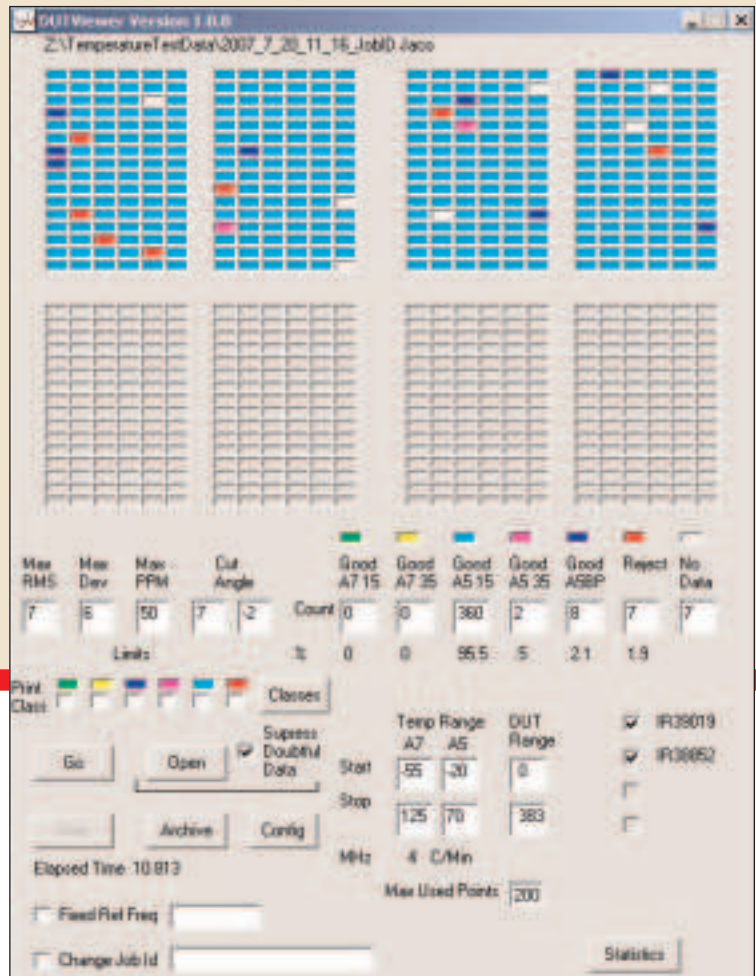 DUTViewer Version 1.0.0
Z:\TemperatureTestData\2007_7_20_11_16_JobID Jaco
Max RMS Max Dev Max PPM Cut Angle Good A7 15 Good A7 35 Good A5 15 Good A5 35 Good A5BP Reject No Data
7 6 50 7 -2 Count 0 0 360 2 8 7 7
Limits % 0 0 95.5 .5 2.1 1.9
Print Class Classes
Temp Range DUT Range
A7 A5
IR39019
Go Open Supress Doubtful Data Start -55 -20 0
IR38852
Stop 125 70 383
Archive Config
MHz 4 C/Min
Elapsed Time 10.813
Max Used Points 200
Fixed Ref Freq
Change Job Id
Statistics